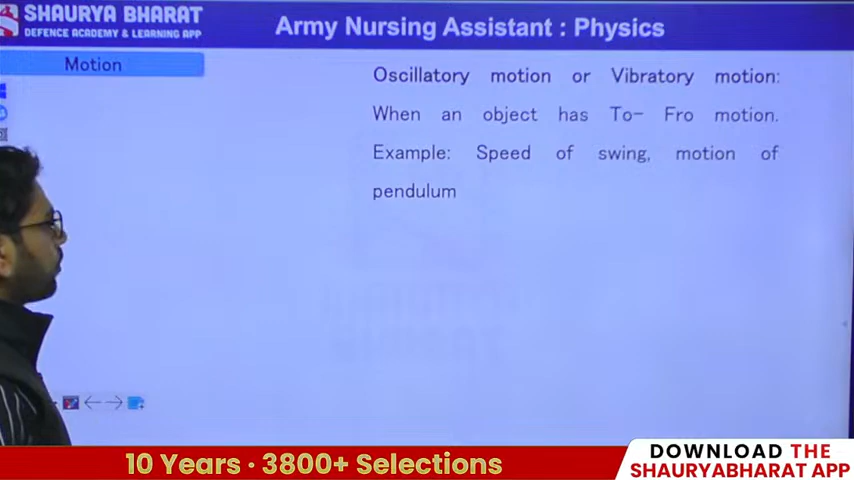 SHAURYA BHARAT
DEFENCE ACADEMY & LEARNING APP
Army Nursing Assistant : Physics
Motion
Oscillatory motion or Vibratory motion:
When an object has To- Fro motion.
Example: Speed of swing, motion of
pendulum
10 Years · 3800+ Selections
DOWNLOAD THE
SHAURYABHARAT APP